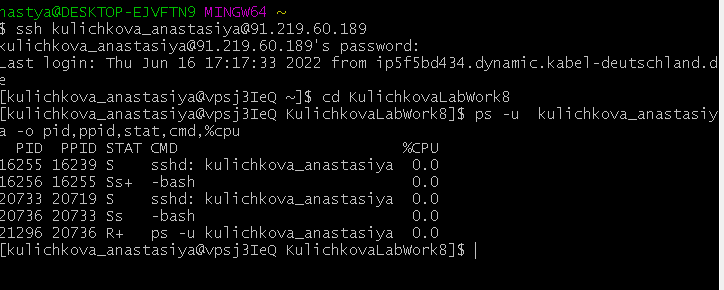 nastya@DESKTOP-EJVFTN9 MINGW64 ~
$ ssh kulichkova_anastasiya@91.219.60.189
kulichkova_anastasiya@91.219.60.189's password:
Last login: Thu Jun 16 17:17:33 2022 from ip5f5bd434.dynamic.kabel-deutschland.d
e
[kulichkova_anastasiya@vpsj3IeQ ~]$ cd KulichkovaLabWork8
[kulichkova_anastasiya@vpsj3IeQ KulichkovaLabWork8]$ ps -u  kulichkova_anastasiy
a -o pid,ppid,stat,cmd,%cpu
  PID  PPID STAT CMD                         %CPU
16255 16239 S    sshd: kulichkova_anastasiya  0.0
16256 16255 Ss+  -bash                        0.0
20733 20719 S    sshd: kulichkova_anastasiya  0.0
20736 20733 Ss   -bash                        0.0
21296 20736 R+   ps -u kulichkova_anastasiya  0.0
[kulichkova_anastasiya@vpsj3IeQ KulichkovaLabWork8]$